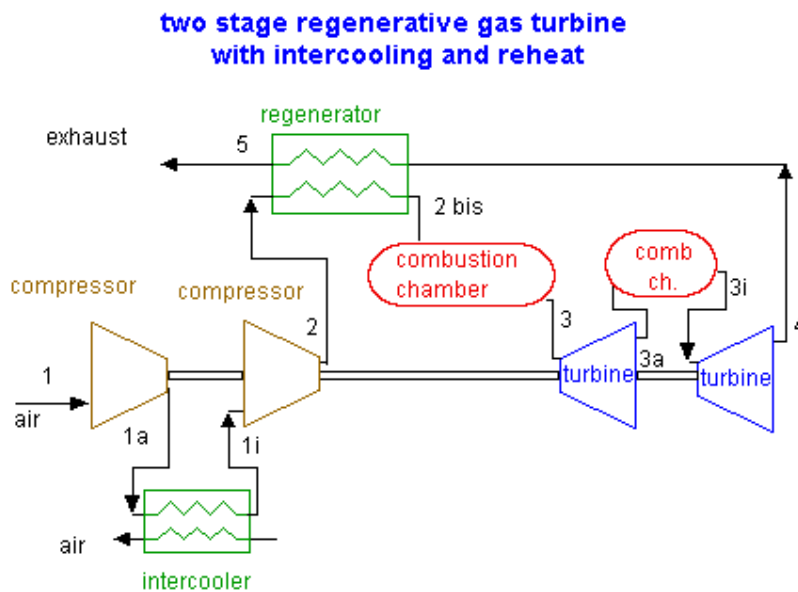 two stage regenerative gas turbine
with intercooling and reheat
regenerator
exhaust
5
2 bis
combustion
chamber
comb
ch.
compressor
compressor
2
3
3i
4
1
air
turbine
3a
turbine
1a
1i
air
intercooler